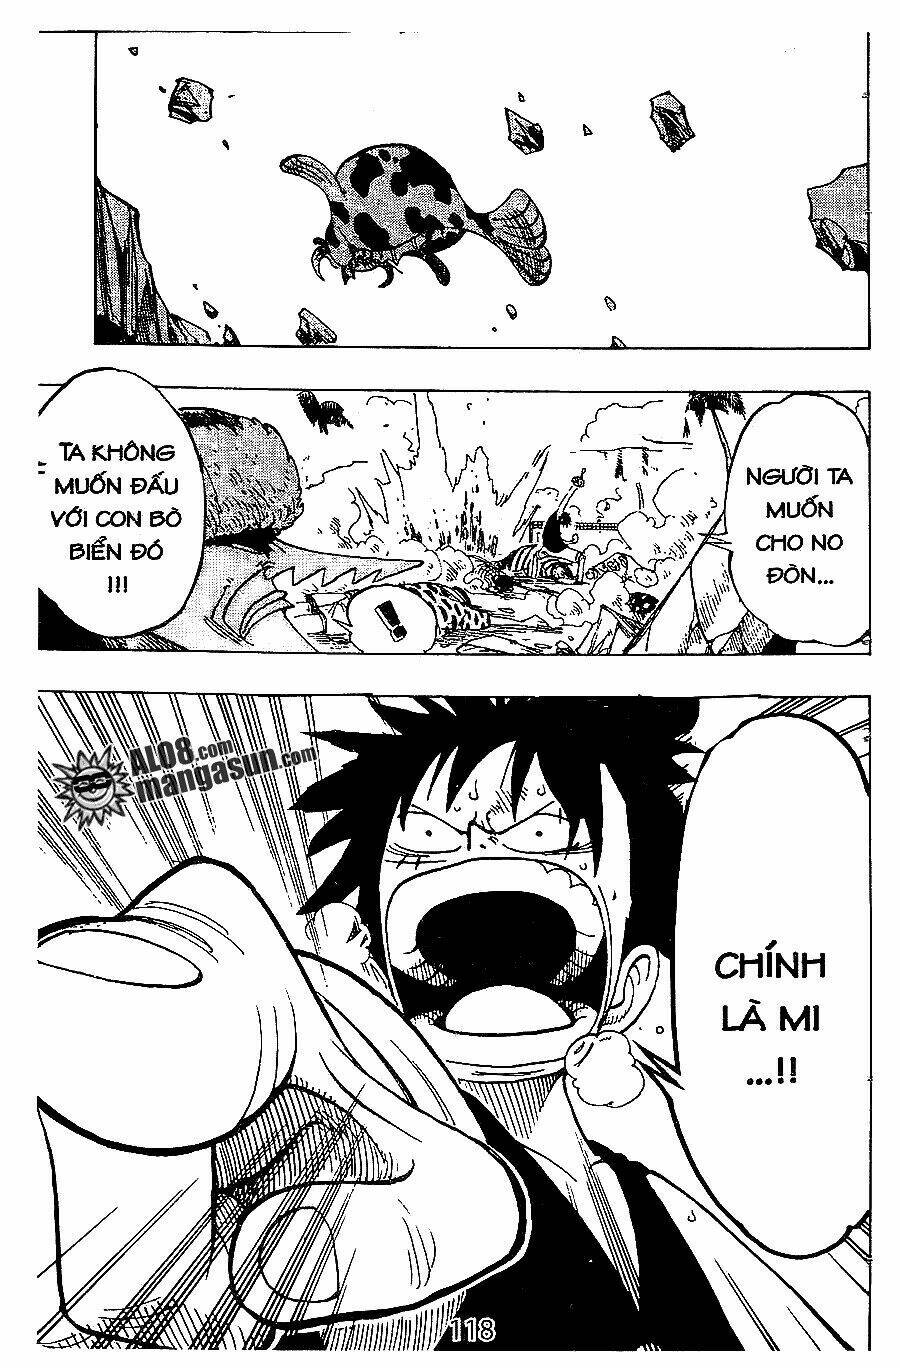 TA KHÔNG
MUỐN ĐẤU
VỚI CON BÒ
BIỂN ĐÓ
!!!
NGƯỜI TA
MUỐN
CHO NO
ĐÒN...
AL08.com
mangasun.com
CHÍNH
LÀ MI
...!!
118